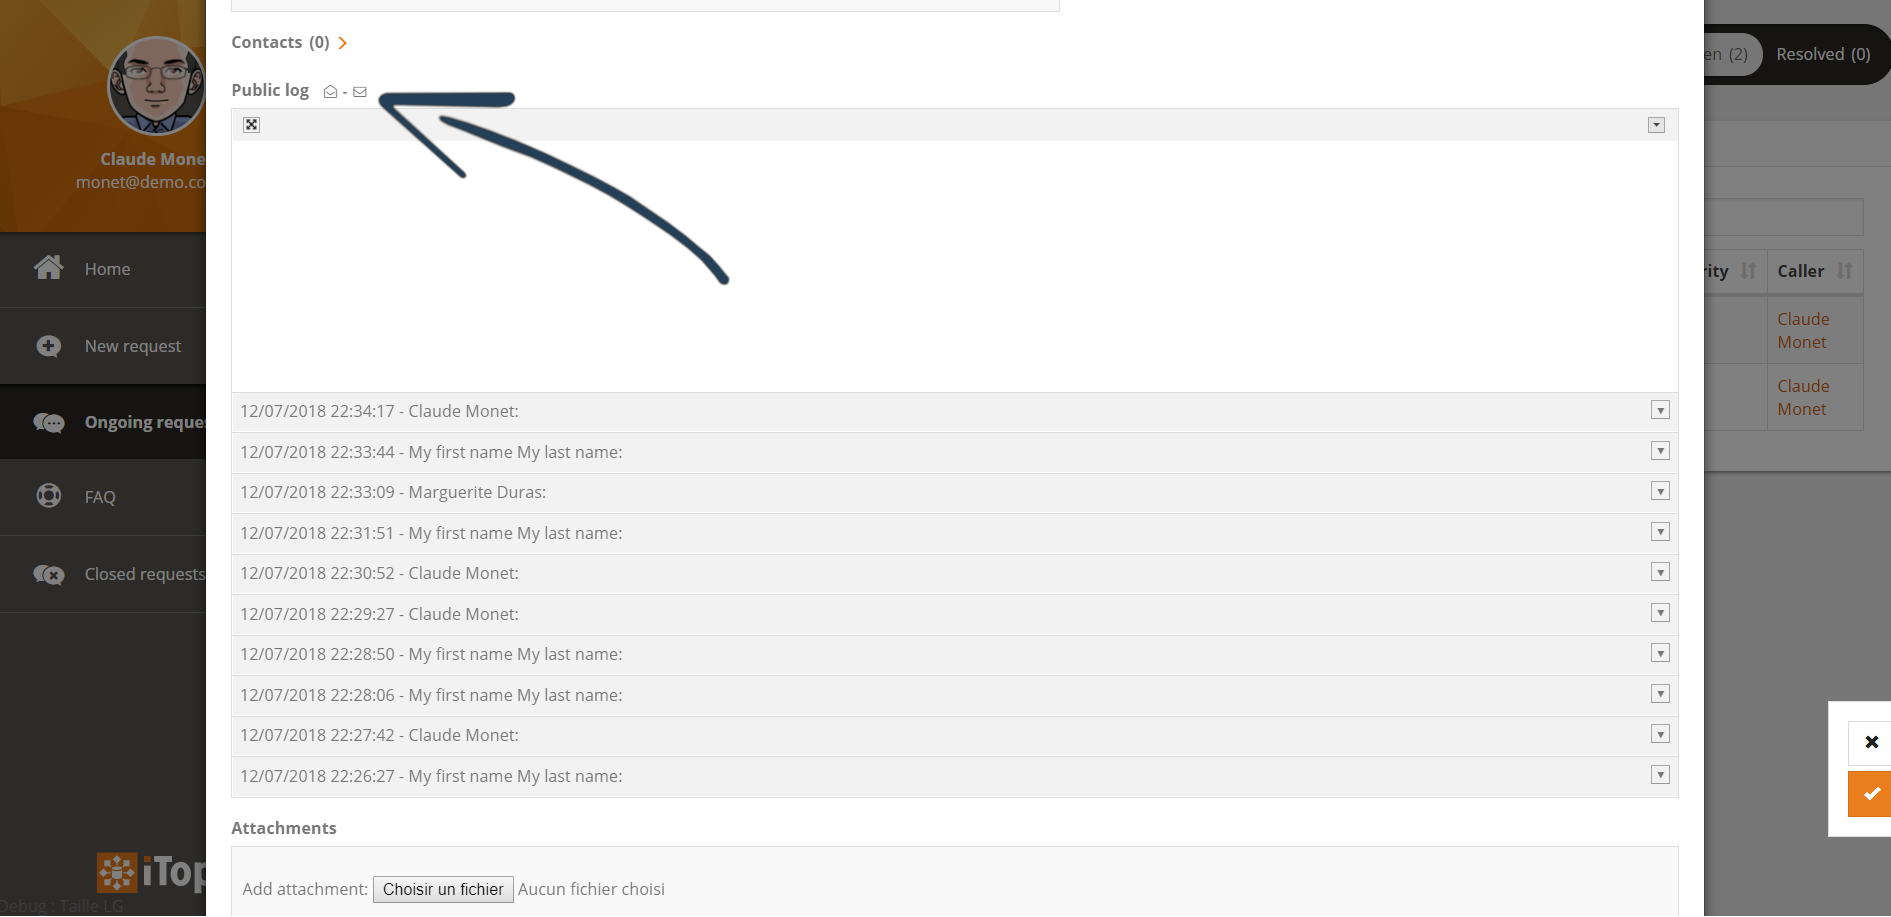 Claude Mone
monet@demo.co
Home
New request
Ongoing reques
FAQ
Closed requests
iTop
Debug : Taille LG
Contacts (0)
Public log -
12/07/2018 22:34:17 - Claude Monet:
12/07/2018 22:33:44 - My first name My last name:
12/07/2018 22:33:09 - Marguerite Duras:
12/07/2018 22:31:51 - My first name My last name:
12/07/2018 22:30:52 - Claude Monet:
12/07/2018 22:29:27 - Claude Monet:
12/07/2018 22:28:50 - My first name My last name:
12/07/2018 22:28:06 - My first name My last name:
12/07/2018 22:27:42 - Claude Monet:
12/07/2018 22:26:27 - My first name My last name:
Attachments
Add attachment: Choisir un fichier Aucun fichier choisi
en (2) Resolved (0)
rity Caller
Claude
Monet
Claude
Monet